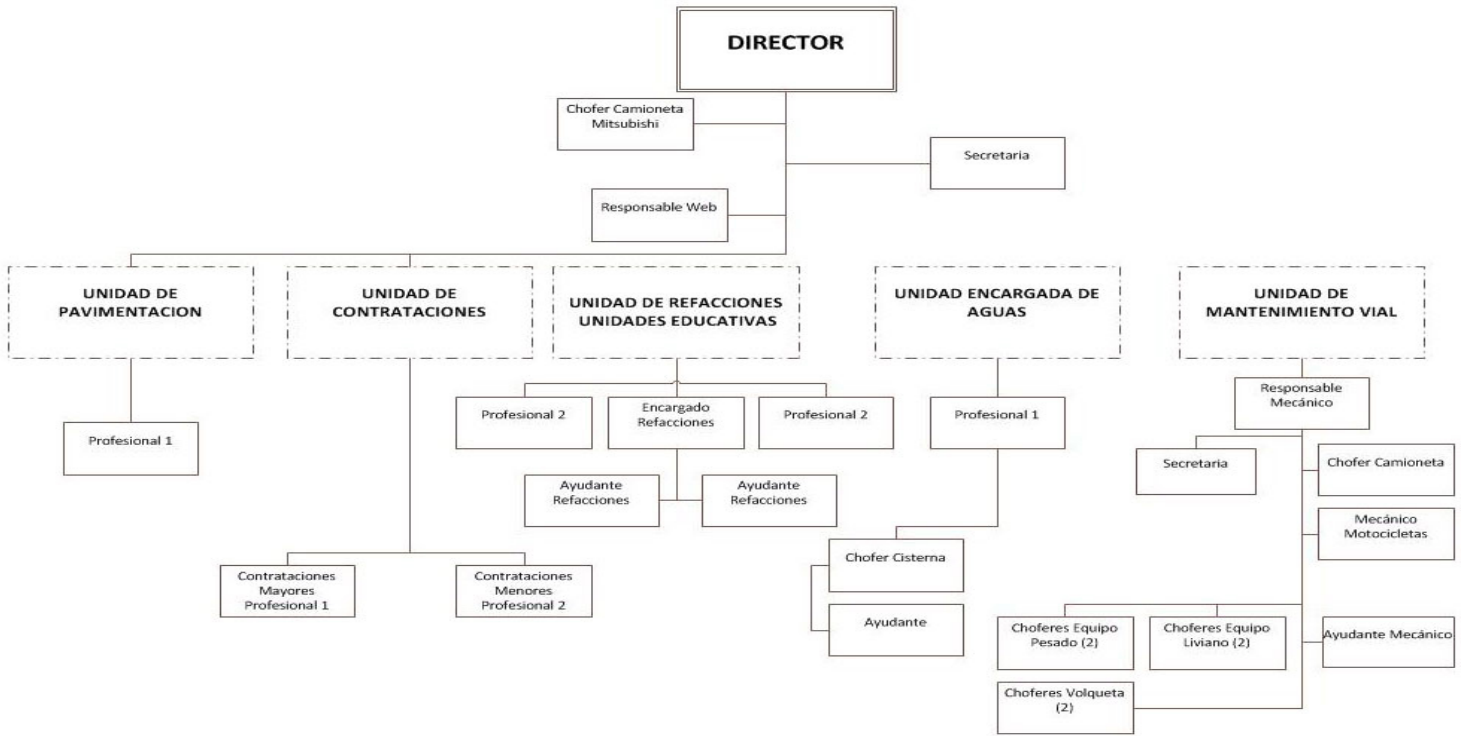 DIRECTOR
Chofer Camioneta
Mitsubishi
Secretaria
Responsable Web
UNIDAD DE
PAVIMENTACION
UNIDAD DE
CONTRATACIONES
UNIDAD DE REFACCIONES
UNIDADES EDUCATIVAS
UNIDAD ENCARGADA DE
AGUAS
UNIDAD DE
MANTENIMIENTO VIAL
Profesional 1
Profesional 2
Encargado
Refacciones
Profesional 2
Profesional 1
Responsable
Mecánico
Ayudante
Refacciones
Ayudante
Refacciones
Secretaria
Chofer Camioneta
Mecánico
Motocicletas
Chofer Cisterna
Ayudante
Contrataciones
Mayores
Profesional 1
Contrataciones
Menores
Profesional 2
Choferes Equipo
Pesado (2)
Choferes Equipo
Liviano (2)
Ayudante Mecánico
Choferes Volqueta
(2)